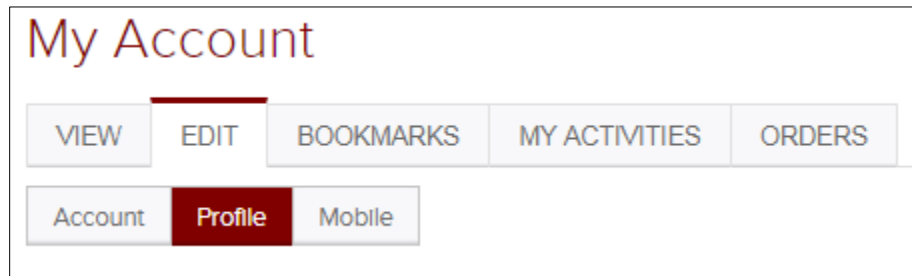 My Account
VIEW EDIT BOOKMARKS MY ACTIVITIES ORDERS
Account Profile Mobile